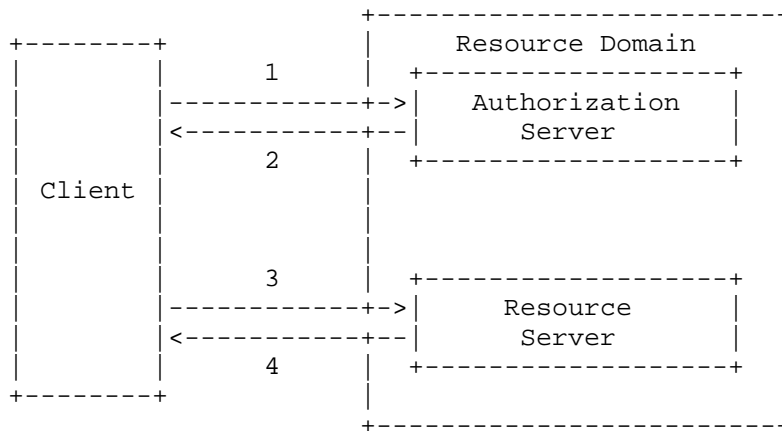 Resource Domain
1
Authorization
Server
2
Client
3
Resource
Server
4